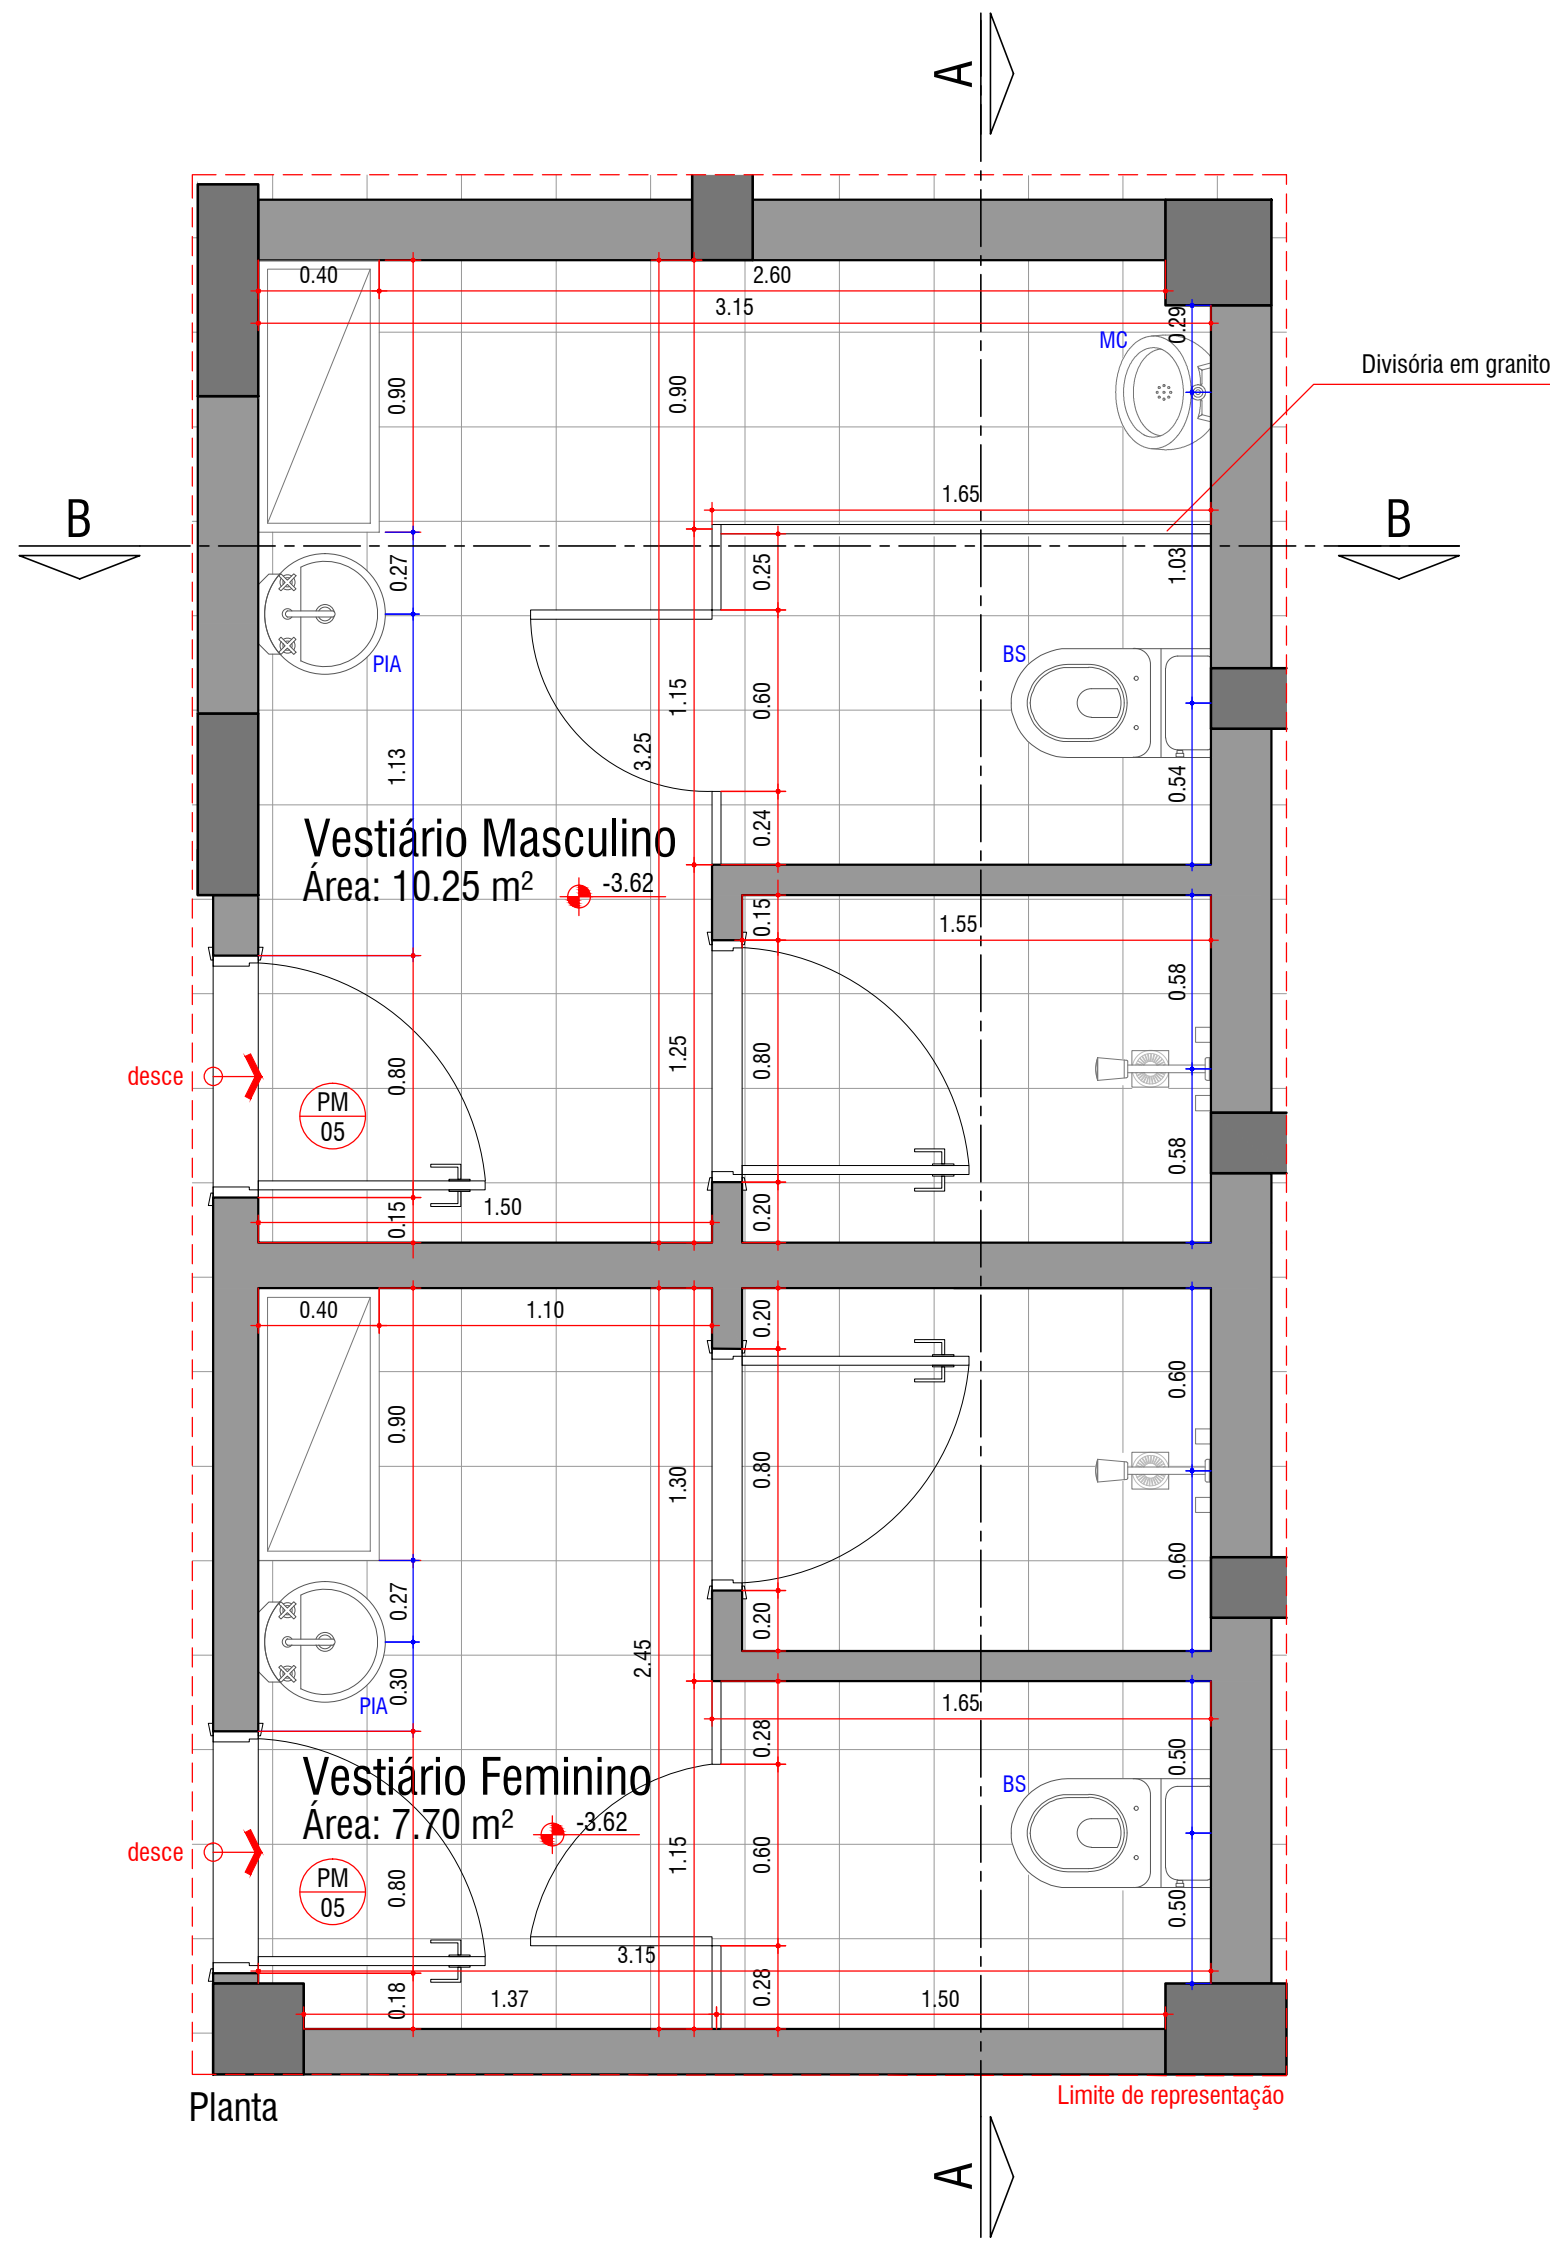 A
0.40
2.60
3.15
0.29
MC
Divisória em granito
0.90
0.90
1.65
B
B
0.27
0.25
1.03
PIA
BS
1.13
3.25
1.15
0.60
0.54
0.24
Vestiário Masculino
Área: 10.25 m²
-3.62
0.15
1.55
0.58
desce
0.80
1.25
0.80
PM
05
0.58
0.15
1.50
0.20
0.40
1.10
0.20
0.60
0.90
1.30
0.80
0.60
0.27
0.20
2.45
0.30
PIA
1.65
0.28
0.50
Vestiário Feminino
Área: 7.70 m²
-3.62
BS
desce
PM
05
0.80
1.15
0.60
0.50
3.15
0.18
1.37
0.28
1.50
Planta
Limite de representação
A